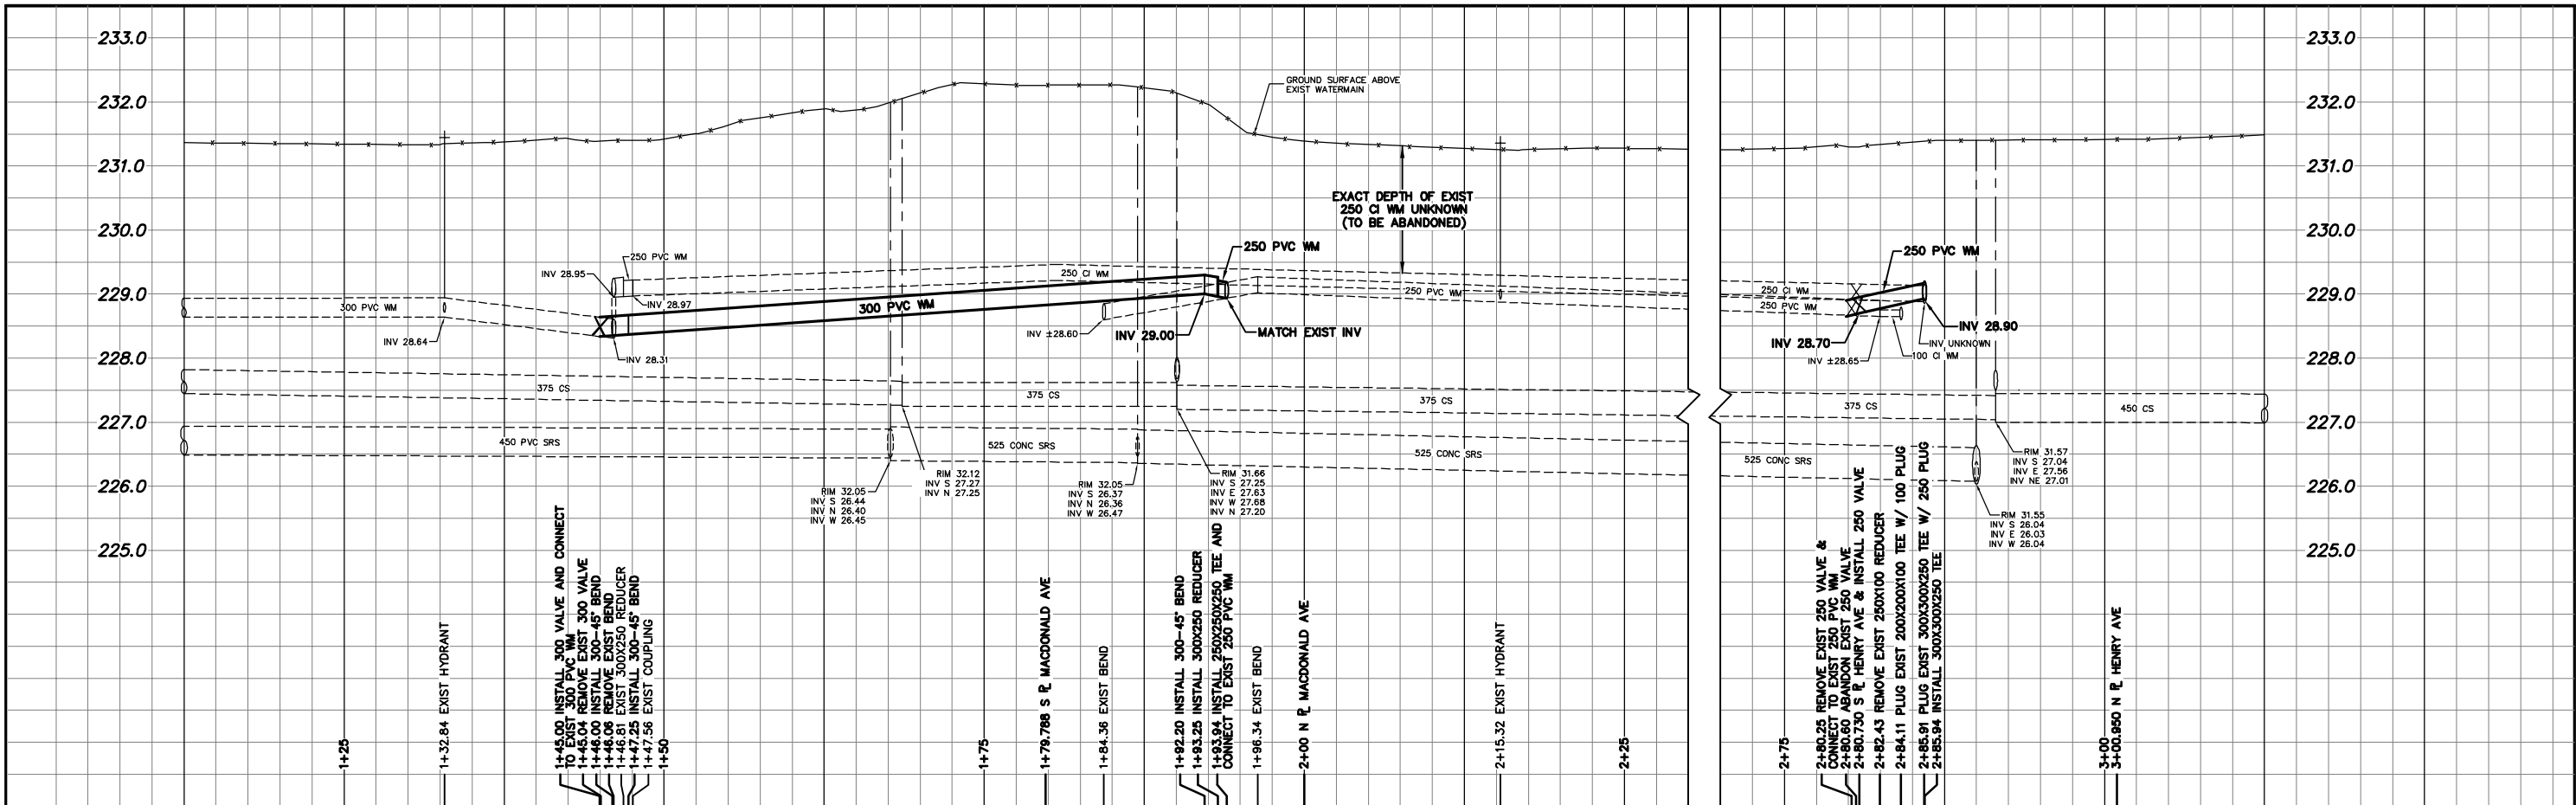 233.0
232.0
231.0
230.0
229.0
228.0
227.0
226.0
225.0
233.0
232.0
231.0
230.0
229.0
228.0
227.0
226.0
225.0
GROUND SURFACE ABOVE
EXIST WATERMAIN
EXACT DEPTH OF EXIST
250 CI WM UNKNOWN
(TO BE ABANDONED)
300 PVC WM
INV 28.64
INV 28.95
250 PVC WM
INV 28.97
INV 28.31
300 PVC WM
250 CI WM
INV ±28.60
INV 29.00
250 PVC WM
MATCH EXIST INV
250 PVC WM
250 CI WM
250 PVC WM
250 PVC WM
INV 28.70
INV ±28.65
INV 28.90
INV UNKNOWN
100 CI WM
375 CS
375 CS
375 CS
375 CS
450 CS
450 PVC SRS
525 CONC SRS
525 CONC SRS
525 CONC SRS
RIM 32.05
INV S 26.44
INV N 26.40
INV W 26.45
RIM 32.12
INV S 27.27
INV N 27.25
RIM 32.05
INV S 26.37
INV N 26.36
INV W 26.47
RIM 31.66
INV S 27.25
INV E 27.63
INV W 27.68
INV N 27.20
RIM 31.57
INV S 27.04
INV E 27.56
INV NE 27.01
RIM 31.55
INV S 26.04
INV E 26.03
INV W 26.04
1+25
1+32.84 EXIST HYDRANT
1+45.00 INSTALL 300 VALVE AND CONNECT
TO EXIST 300 PVC WM
1+45.04 REMOVE EXIST 300 VALVE
1+46.00 INSTALL 300-45° BEND
1+46.06 REMOVE EXIST BEND
1+46.81 EXIST 300X250 REDUCER
1+47.25 INSTALL 300-45° BEND
1+47.56 EXIST COUPLING
1+50
1+75
1+79.788 S PL MACDONALD AVE
1+84.36 EXIST BEND
1+92.20 INSTALL 300-45° BEND
1+93.25 INSTALL 300X250 REDUCER
1+93.94 INSTALL 250X250X250 TEE AND
CONNECT TO EXIST 250 PVC WM
1+96.34 EXIST BEND
2+00 N PL MACDONALD AVE
2+15.32 EXIST HYDRANT
2+25
2+75
2+80.25 REMOVE EXIST 250 VALVE &
CONNECT TO EXIST 250 PVC WM
2+80.60 ABANDON EXIST 250 VALVE
2+80.730 S PL HENRY AVE & INSTALL 250 VALVE
2+82.43 REMOVE EXIST 250X100 REDUCER
2+84.11 PLUG EXIST 200X200X100 TEE W/ 100 PLUG
2+85.91 PLUG EXIST 300X300X250 TEE W/ 250 PLUG
2+85.94 INSTALL 300X300X250 TEE
3+00
3+00.950 N PL HENRY AVE